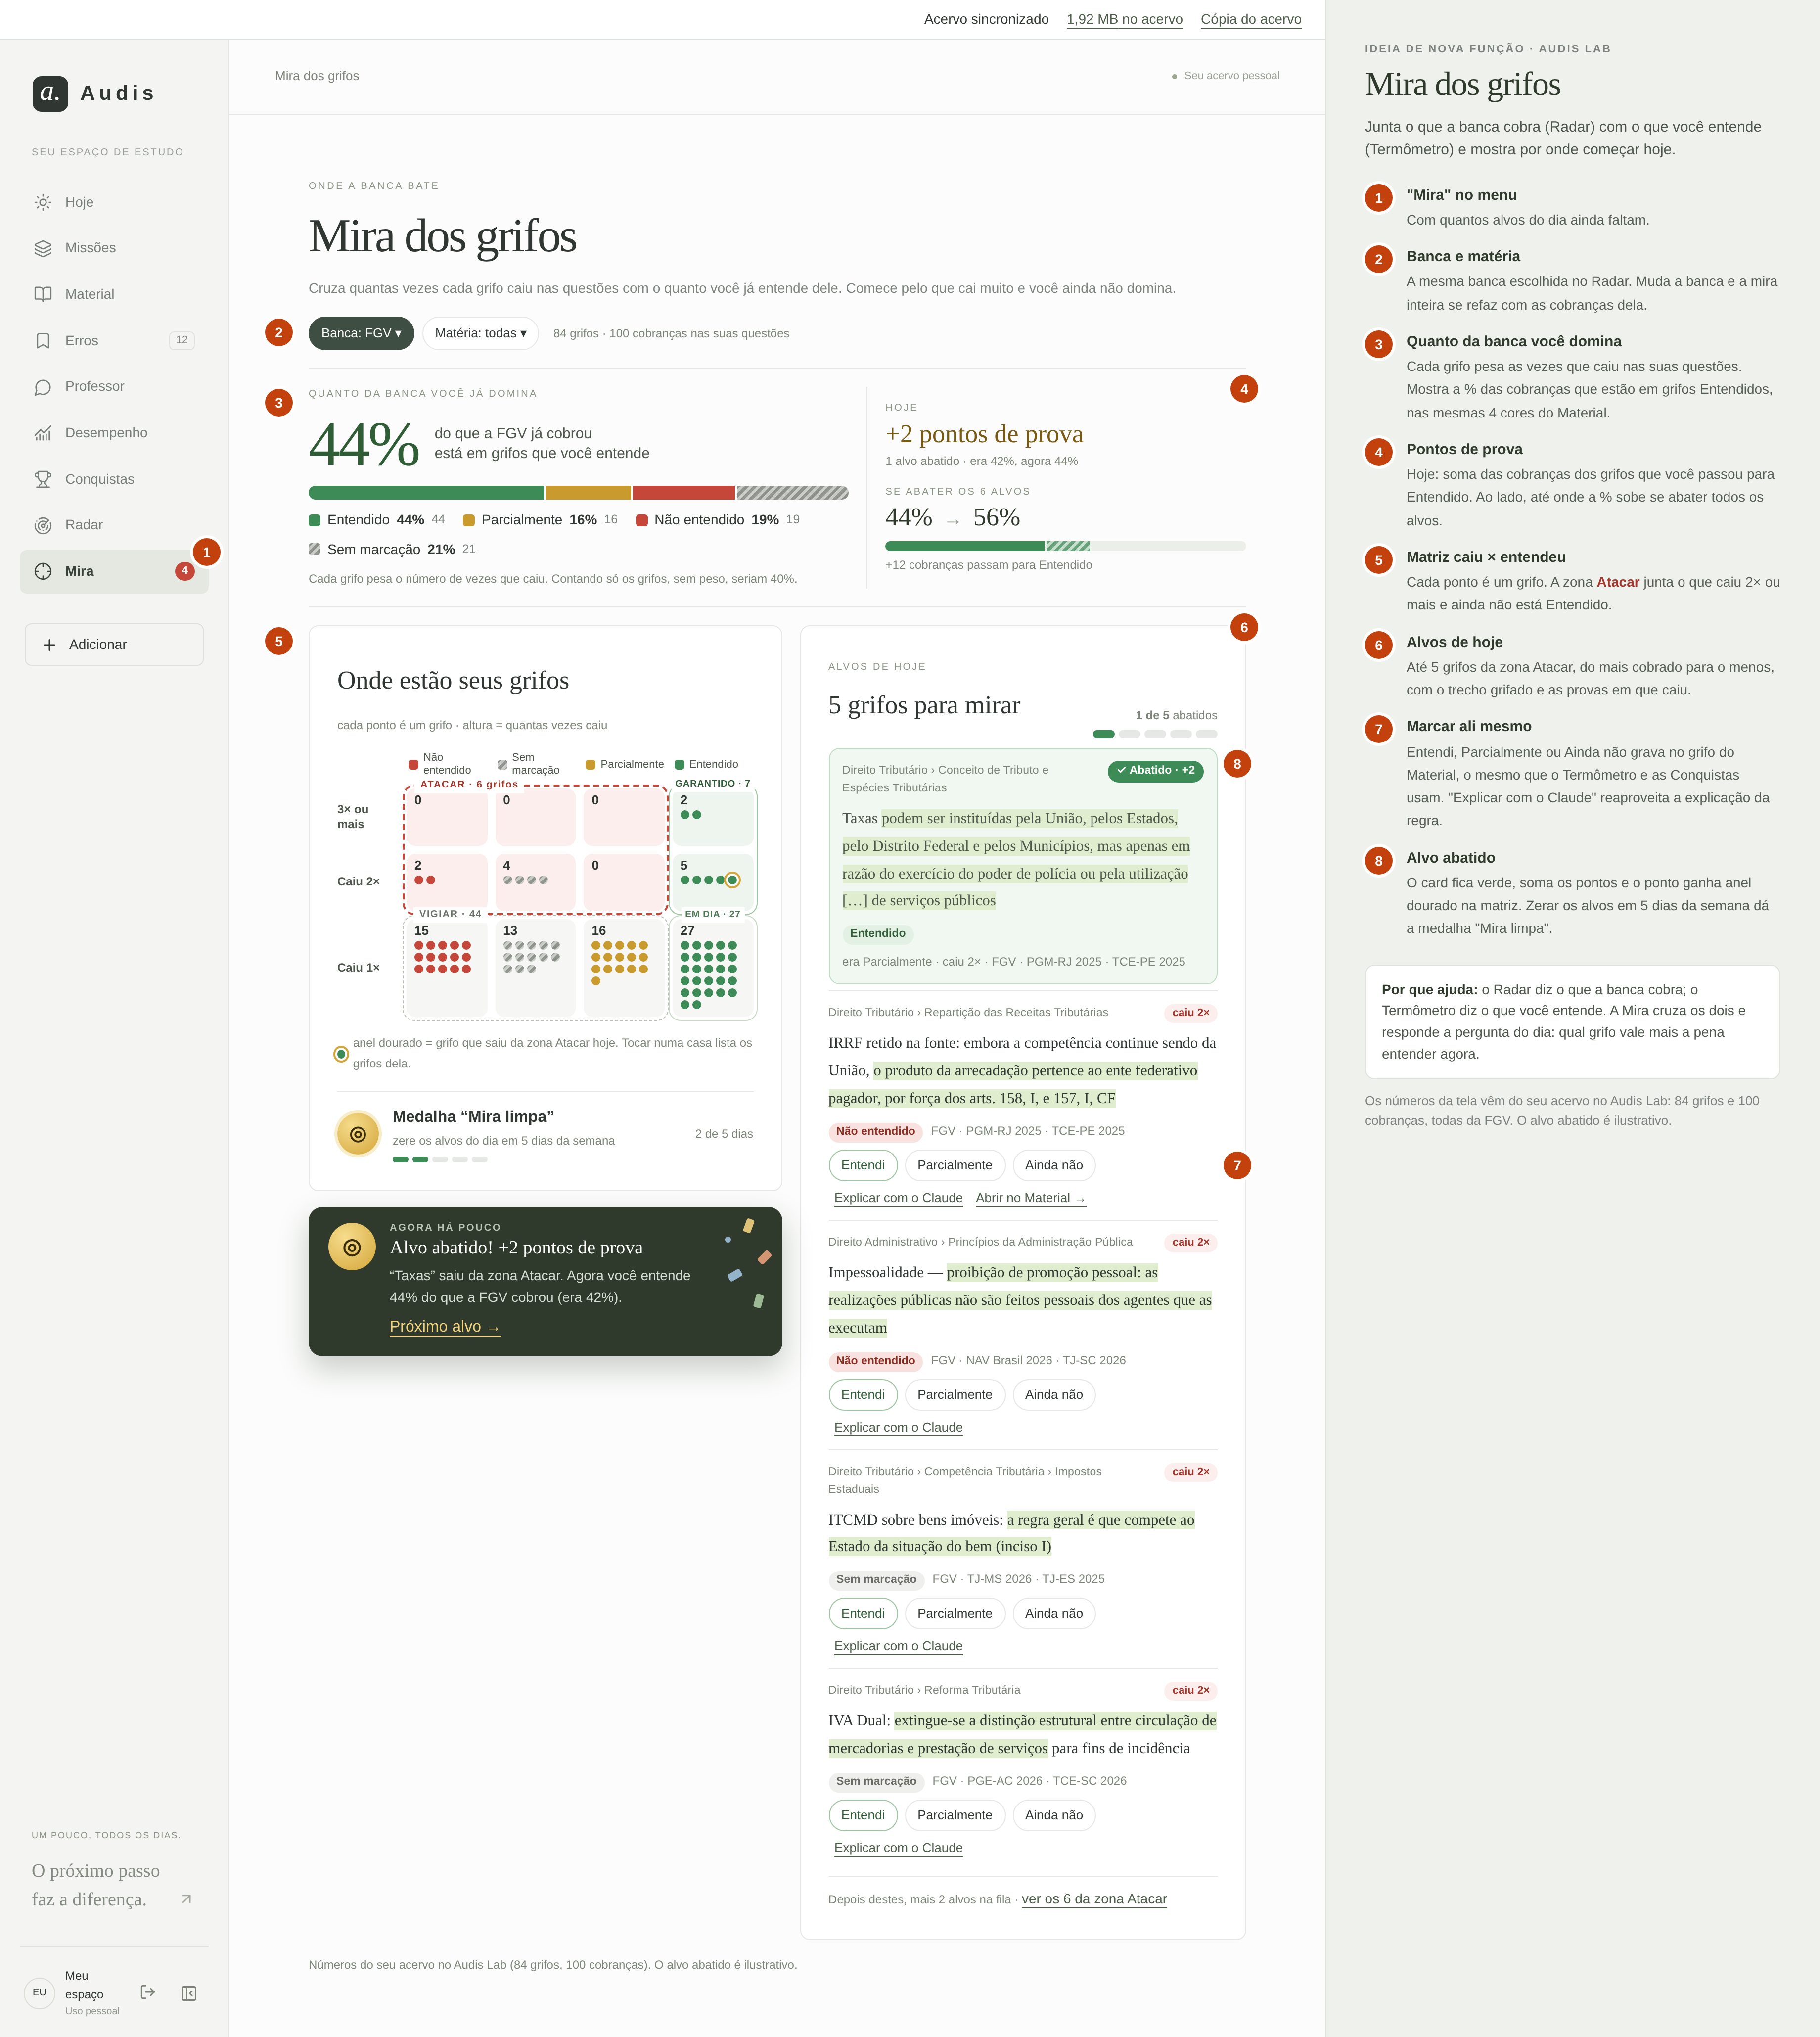 Acervo sincronizado 1,92 MB no acervo Cópia do acervo
a. Audis
SEU ESPAÇO DE ESTUDO
Hoje
Missões
Material
Erros 12
Professor
Desempenho
Conquistas
Radar
1
Mira 4
Adicionar
UM POUCO, TODOS OS DIAS.
O próximo passo
faz a diferença.
EU
Meu
espaço
Uso pessoal
Mira dos grifos
Seu acervo pessoal
ONDE A BANCA BATE
Mira dos grifos
Cruza quantas vezes cada grifo caiu nas questões com o quanto você já entende dele. Comece pelo que cai muito e você ainda não domina.
2
Banca: FGV ▾ Matéria: todas ▾ 84 grifos · 100 cobranças nas suas questões
3
QUANTO DA BANCA VOCÊ JÁ DOMINA
44%
do que a FGV já cobrou
está em grifos que você entende
Entendido 44% 44 Parcialmente 16% 16 Não entendido 19% 19
Sem marcação 21% 21
Cada grifo pesa o número de vezes que caiu. Contando só os grifos, sem peso, seriam 40%.
4
HOJE
+2 pontos de prova
1 alvo abatido · era 42%, agora 44%
SE ABATER OS 6 ALVOS
44% → 56%
+12 cobranças passam para Entendido
5
Onde estão seus grifos
cada ponto é um grifo · altura = quantas vezes caiu
Não
entendido
Sem
marcação
Parcialmente
Entendido
ATACAR · 6 grifos
GARANTIDO · 7
3× ou
mais
0 0 0 2
Caiu 2×
2 4 0 5
VIGIAR · 44
EM DIA · 27
Caiu 1×
15 13 16 27
anel dourado = grifo que saiu da zona Atacar hoje. Tocar numa casa lista os
grifos dela.
Medalha “Mira limpa”
zere os alvos do dia em 5 dias da semana
2 de 5 dias
AGORA HÁ POUCO
Alvo abatido! +2 pontos de prova
“Taxas” saiu da zona Atacar. Agora você entende
44% do que a FGV cobrou (era 42%).
Próximo alvo →
6
ALVOS DE HOJE
5 grifos para mirar
1 de 5 abatidos
8
Direito Tributário › Conceito de Tributo e
Espécies Tributárias
✓ Abatido · +2
Taxas podem ser instituídas pela União, pelos Estados,
pelo Distrito Federal e pelos Municípios, mas apenas em
razão do exercício do poder de polícia ou pela utilização
[…] de serviços públicos
Entendido
era Parcialmente · caiu 2× · FGV · PGM-RJ 2025 · TCE-PE 2025
Direito Tributário › Repartição das Receitas Tributárias
caiu 2×
IRRF retido na fonte: embora a competência continue sendo da
União, o produto da arrecadação pertence ao ente federativo
pagador, por força dos arts. 158, I, e 157, I, CF
Não entendido FGV · PGM-RJ 2025 · TCE-PE 2025
Entendi Parcialmente Ainda não
7
Explicar com o Claude Abrir no Material →
Direito Administrativo › Princípios da Administração Pública
caiu 2×
Impessoalidade — proibição de promoção pessoal: as
realizações públicas não são feitos pessoais dos agentes que as
executam
Não entendido FGV · NAV Brasil 2026 · TJ-SC 2026
Entendi Parcialmente Ainda não
Explicar com o Claude
Direito Tributário › Competência Tributária › Impostos
Estaduais
caiu 2×
ITCMD sobre bens imóveis: a regra geral é que compete ao
Estado da situação do bem (inciso I)
Sem marcação FGV · TJ-MS 2026 · TJ-ES 2025
Entendi Parcialmente Ainda não
Explicar com o Claude
Direito Tributário › Reforma Tributária
caiu 2×
IVA Dual: extingue-se a distinção estrutural entre circulação de
mercadorias e prestação de serviços para fins de incidência
Sem marcação FGV · PGE-AC 2026 · TCE-SC 2026
Entendi Parcialmente Ainda não
Explicar com o Claude
Depois destes, mais 2 alvos na fila · ver os 6 da zona Atacar
Números do seu acervo no Audis Lab (84 grifos, 100 cobranças). O alvo abatido é ilustrativo.
IDEIA DE NOVA FUNÇÃO · AUDIS LAB
Mira dos grifos
Junta o que a banca cobra (Radar) com o que você entende
(Termômetro) e mostra por onde começar hoje.
1
"Mira" no menu
Com quantos alvos do dia ainda faltam.
2
Banca e matéria
A mesma banca escolhida no Radar. Muda a banca e a mira
inteira se refaz com as cobranças dela.
3
Quanto da banca você domina
Cada grifo pesa as vezes que caiu nas suas questões.
Mostra a % das cobranças que estão em grifos Entendidos,
nas mesmas 4 cores do Material.
4
Pontos de prova
Hoje: soma das cobranças dos grifos que você passou para
Entendido. Ao lado, até onde a % sobe se abater todos os
alvos.
5
Matriz caiu × entendeu
Cada ponto é um grifo. A zona Atacar junta o que caiu 2× ou
mais e ainda não está Entendido.
6
Alvos de hoje
Até 5 grifos da zona Atacar, do mais cobrado para o menos,
com o trecho grifado e as provas em que caiu.
7
Marcar ali mesmo
Entendi, Parcialmente ou Ainda não grava no grifo do
Material, o mesmo que o Termômetro e as Conquistas
usam. "Explicar com o Claude" reaproveita a explicação da
regra.
8
Alvo abatido
O card fica verde, soma os pontos e o ponto ganha anel
dourado na matriz. Zerar os alvos em 5 dias da semana dá
a medalha "Mira limpa".
Por que ajuda: o Radar diz o que a banca cobra; o
Termômetro diz o que você entende. A Mira cruza os dois e
responde a pergunta do dia: qual grifo vale mais a pena
entender agora.
Os números da tela vêm do seu acervo no Audis Lab: 84 grifos e 100
cobranças, todas da FGV. O alvo abatido é ilustrativo.